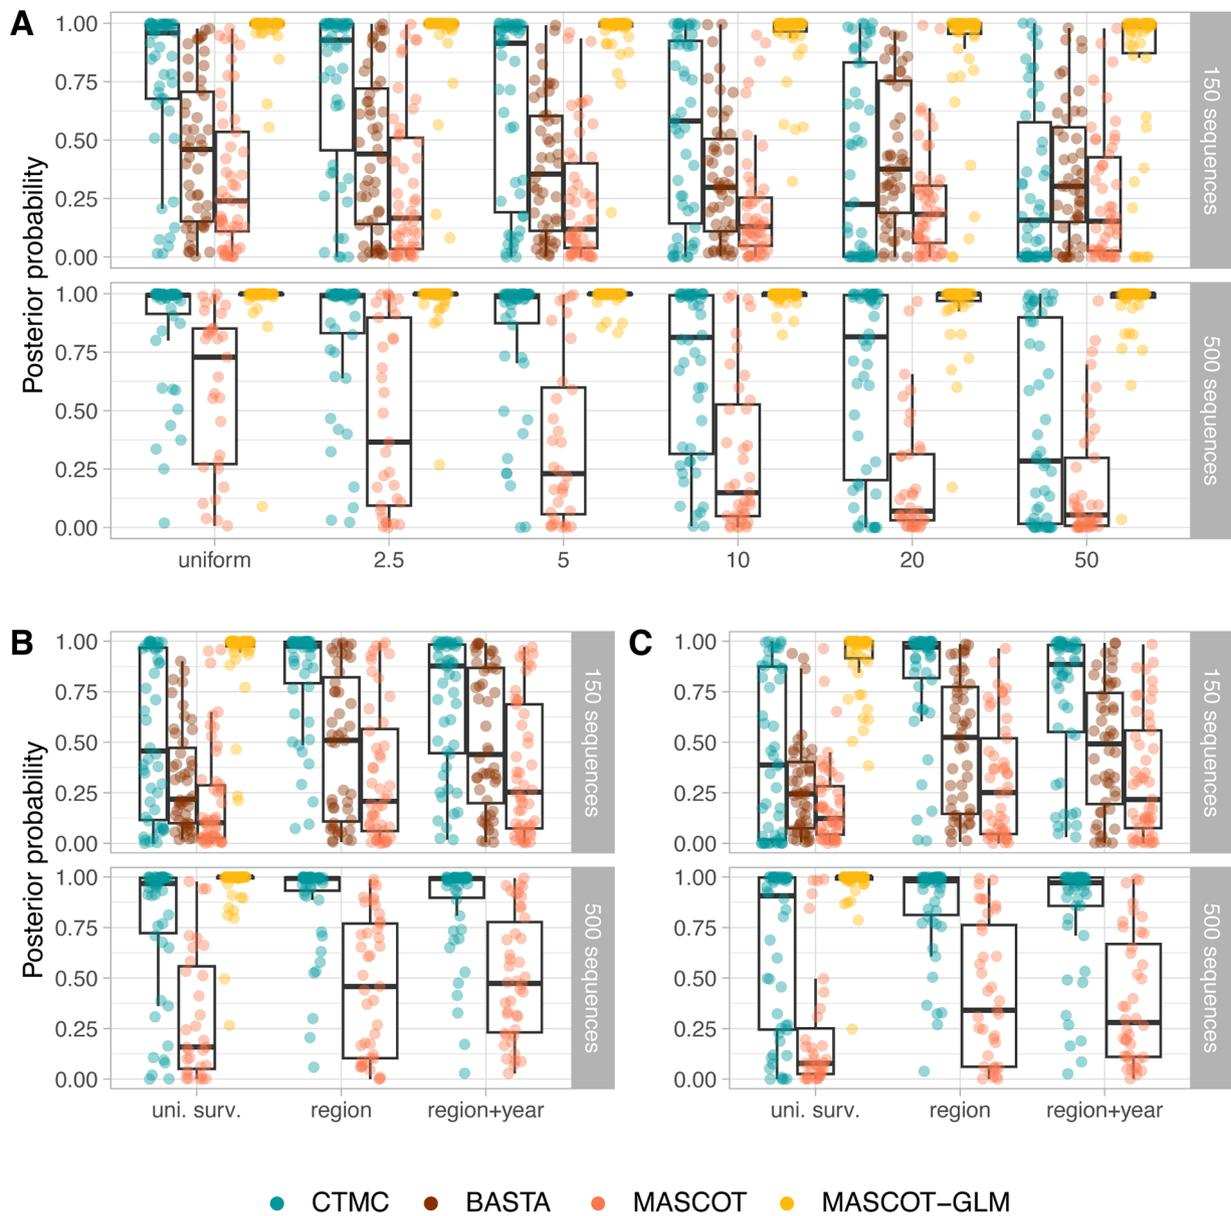 A
1.00
0.75
0.50
0.25
0.00
150 sequences
Posterior probability
1.00
0.75
0.50
0.25
0.00
500 sequences
uniform 2.5 5 10 20 50
B
1.00
0.75
0.50
0.25
0.00
150 sequences
Posterior probability
1.00
0.75
0.50
0.25
0.00
500 sequences
uni. surv. region region+year
C
1.00
0.75
0.50
0.25
0.00
150 sequences
1.00
0.75
0.50
0.25
0.00
500 sequences
uni. surv. region region+year
CTMC BASTA MASCOT MASCOT−GLM